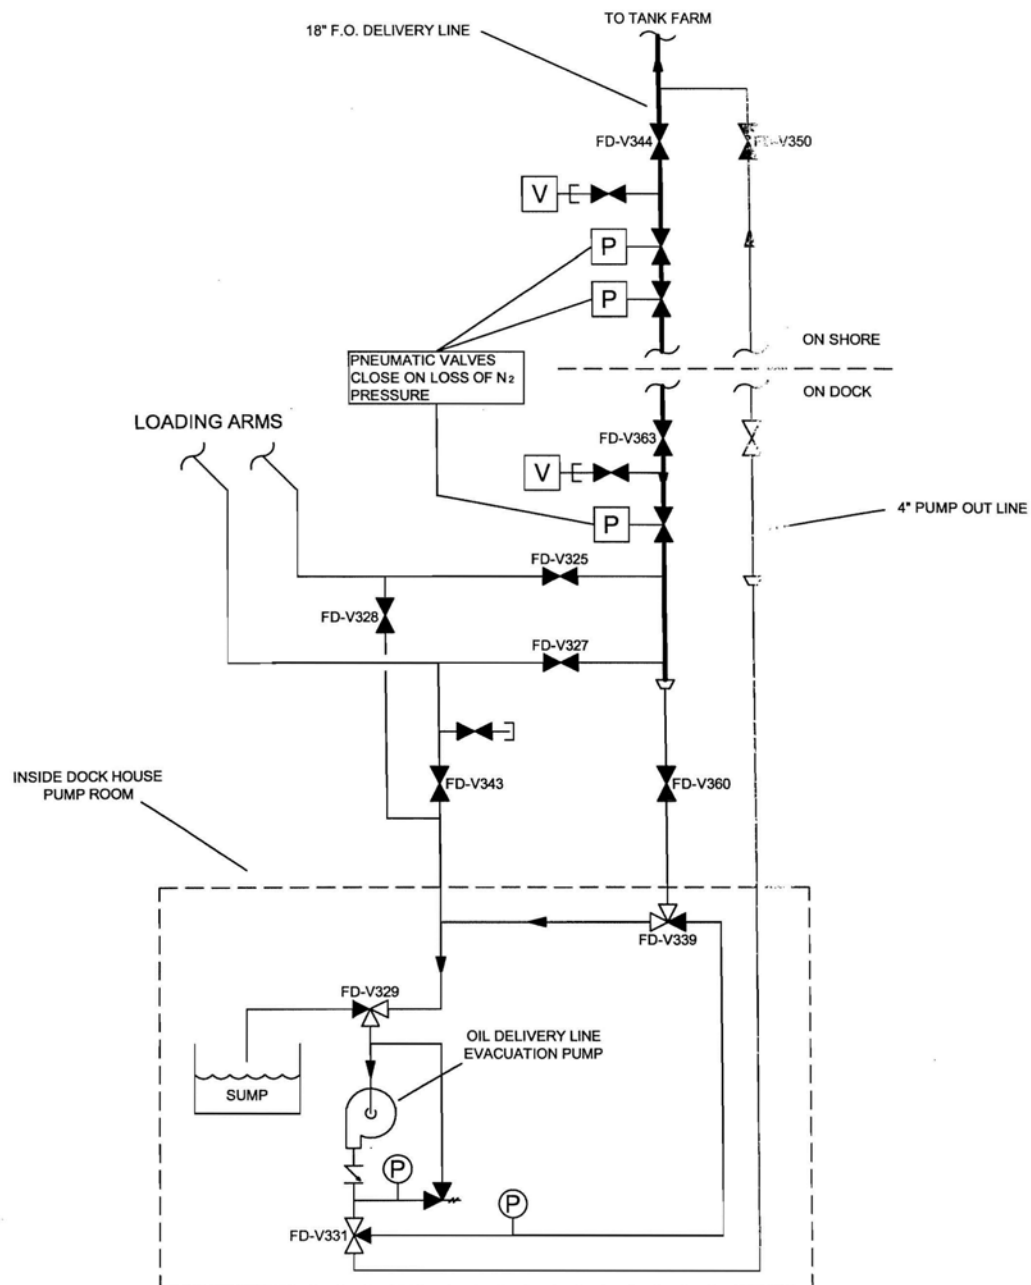 TO TANK FARM
18" F.O. DELIVERY LINE
FD-V344
FD-V350
V
P
P
ON SHORE
PNEUMATIC VALVES
CLOSE ON LOSS OF N₂
PRESSURE
ON DOCK
LOADING ARMS
FD-V363
V
4" PUMP OUT LINE
P
FD-V325
FD-V328
FD-V327
INSIDE DOCK HOUSE
PUMP ROOM
FD-V343
FD-V360
FD-V339
FD-V329
OIL DELIVERY LINE
EVACUATION PUMP
SUMP
P
P
FD-V331